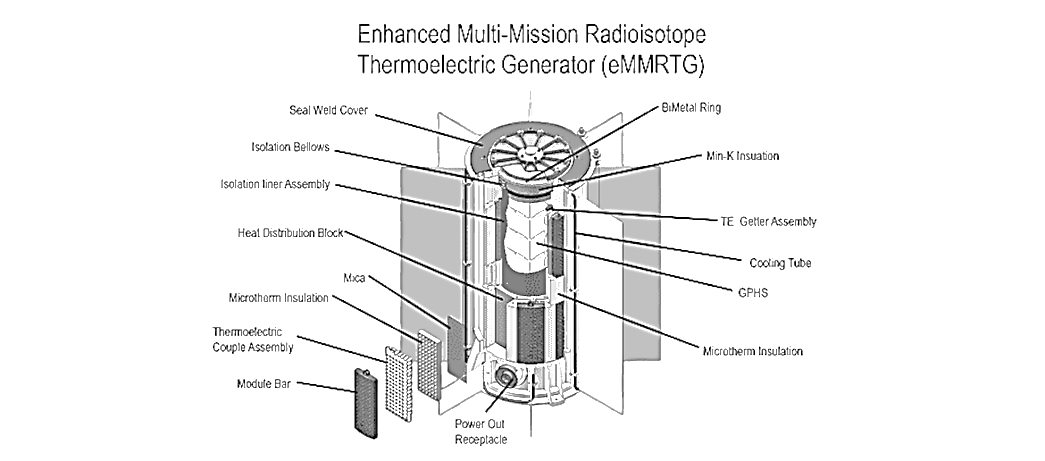 Enhanced Multi-Mission Radioisotope
Thermoelectric Generator (eMMRTG)
Seal Weld Cover
BiMetal Ring
Isolation Bellows
Min-K Insuation
Isolation liner Assembly
TE Getter Assembly
Heat Distribution Block
Cooling Tube
Mica
GPHS
Microtherm Insulation
Thermoelectric
Couple Assembly
Microtherm Insulation
Module Bar
Power Out
Receptacle